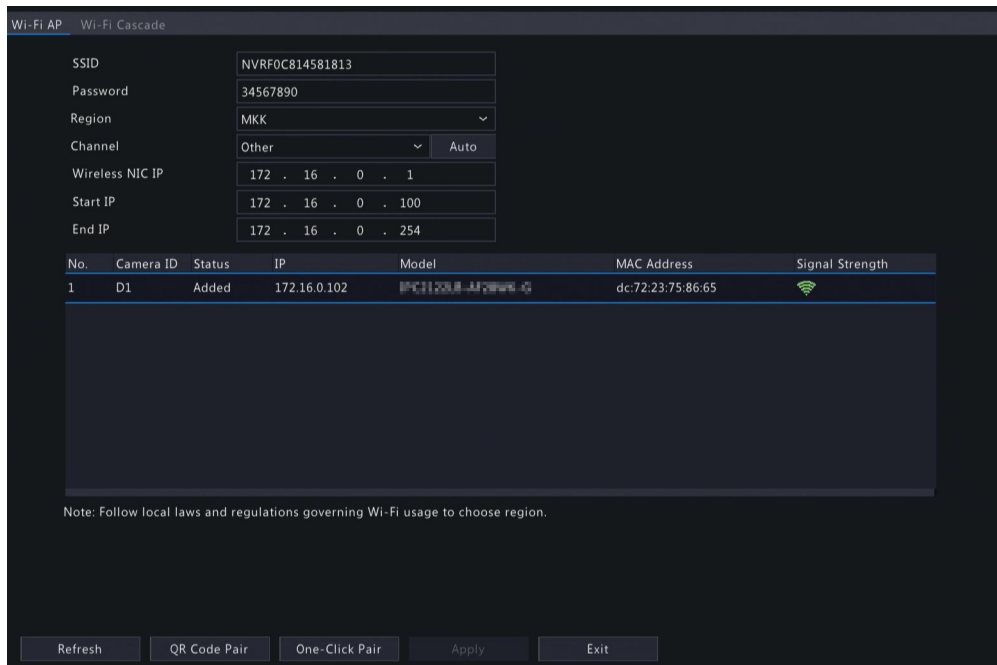 Wi-Fi AP Wi-Fi Cascade
SSID NVRF0C814581813
Password 34567890
Region MKK
Channel Other Auto
Wireless NIC IP 172 . 16 . 0 . 1
Start IP 172 . 16 . 0 . 100
End IP 172 . 16 . 0 . 254
No. Camera ID Status IP Model MAC Address Signal Strength
1 D1 Added 172.16.0.102 dc:72:23:75:86:65
Note: Follow local laws and regulations governing Wi-Fi usage to choose region.
Refresh QR Code Pair One-Click Pair Apply Exit